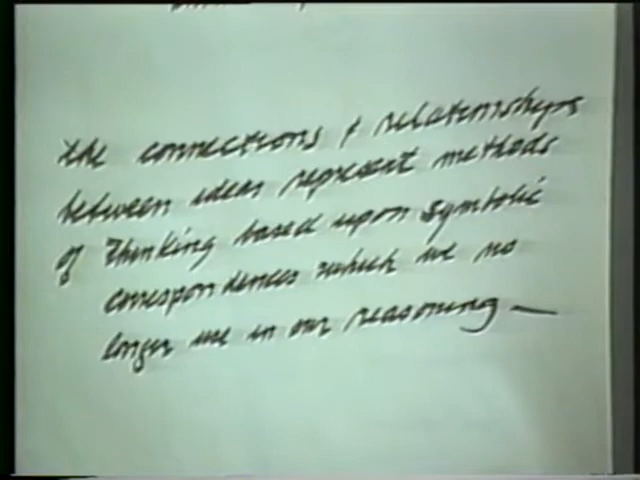 the connections & relationships
between ideas represent methods
of Thinking based upon symbolic
correspondences which we no
longer use in our reasoning —